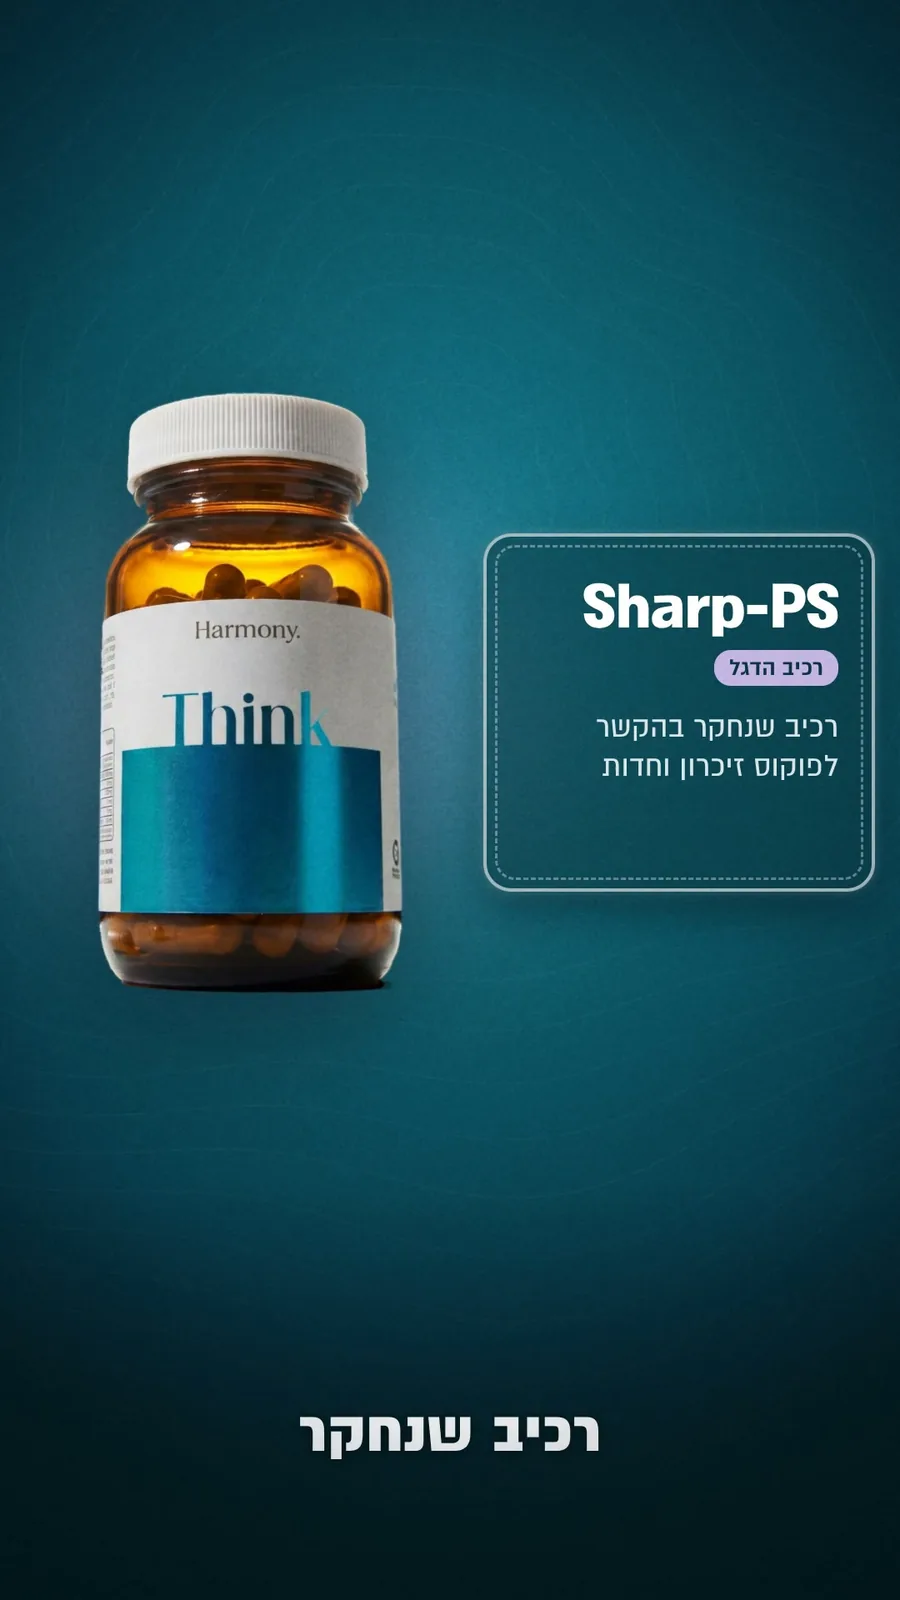 Harmony.
Think
Sharp-PS
רכיב הדגל
רכיב שנחקר בהקשר
לפוקוס זיכרון וחדות
רכיב שנחקר